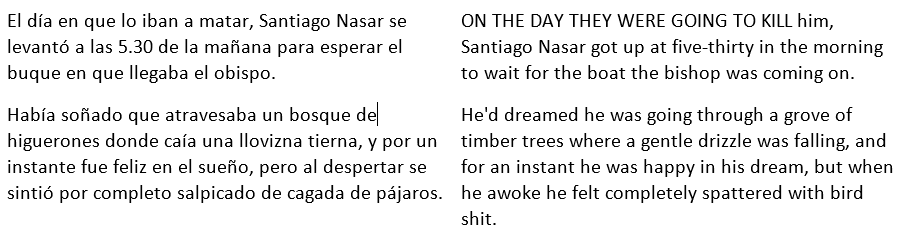 El día en que lo iban a matar, Santiago Nasar se
levantó a las 5.30 de la mañana para esperar el
buque en que llegaba el obispo.
Había soñado que atravesaba un bosque de
higuerones donde caía una llovizna tierna, y por un
instante fue feliz en el sueño, pero al despertar se
sintió por completo salpicado de cagada de pájaros.
ON THE DAY THEY WERE GOING TO KILL him,
Santiago Nasar got up at five-thirty in the morning
to wait for the boat the bishop was coming on.
He'd dreamed he was going through a grove of
timber trees where a gentle drizzle was falling, and
for an instant he was happy in his dream, but when
he awoke he felt completely spattered with bird
shit.